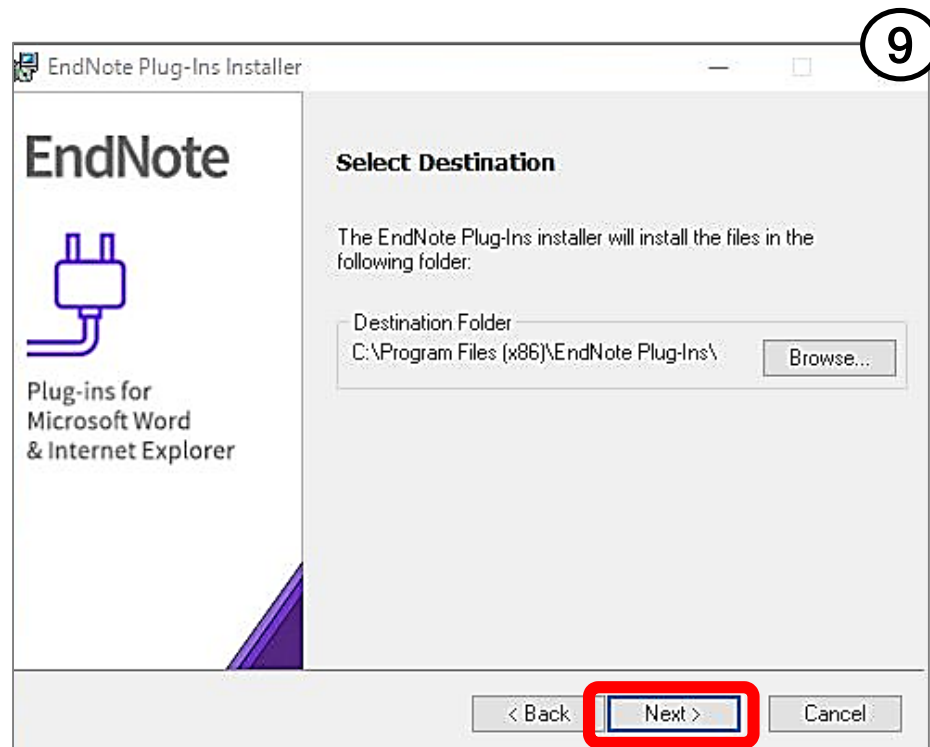 9
EndNote Plug-Ins Installer
EndNote
Plug-ins for
Microsoft Word
& Internet Explorer
Select Destination
The EndNote Plug-Ins installer will install the files in the
following folder:
Destination Folder
C:\Program Files (x86)\EndNote Plug-Ins\
Browse...
< Back
Next >
Cancel